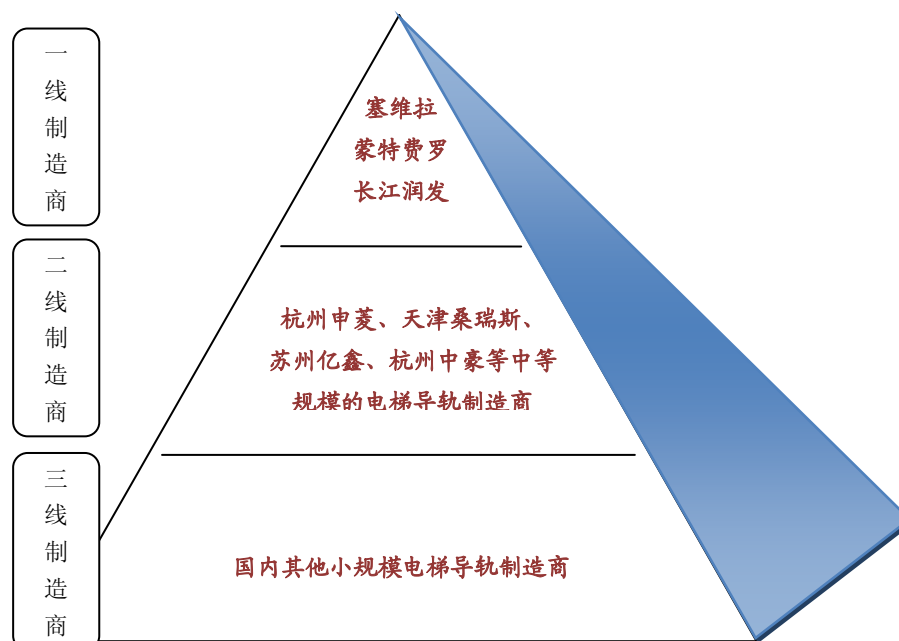 一线制造商
塞维拉
蒙特费罗
长江润发
二线制造商
杭州申菱、天津桑瑞斯、
苏州亿鑫、杭州中豪等中等
规模的电梯导轨制造商
三线制造商
国内其他小规模电梯导轨制造商